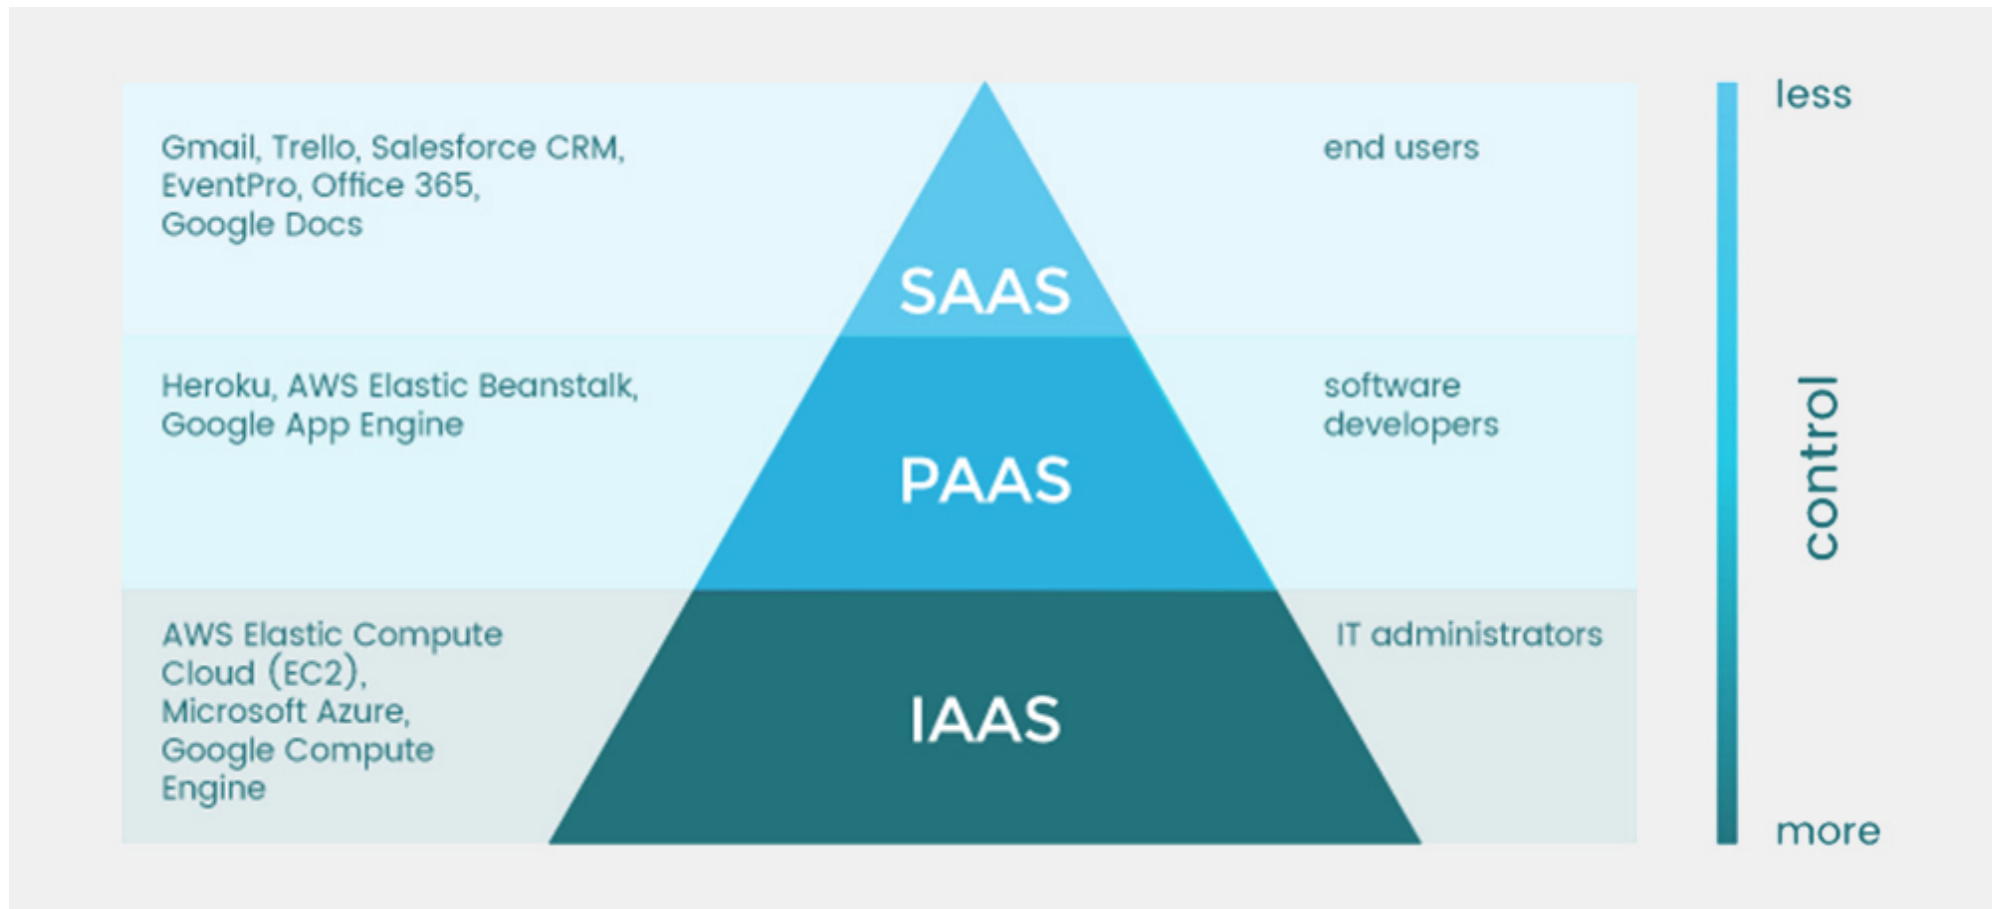 Gmail, Trello, Salesforce CRM,
EventPro, Office 365,
Google Docs
SAAS
end users
Heroku, AWS Elastic Beanstalk,
Google App Engine
PAAS
software
developers
AWS Elastic Compute
Cloud (EC2),
Microsoft Azure,
Google Compute
Engine
IAAS
IT administrators
less
control
more